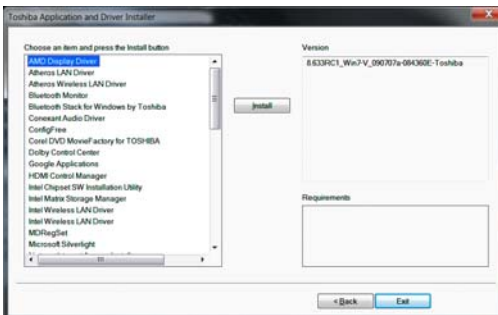 Toshiba Application and Driver Installer
Choose an item and press the Install button
AMD Display Driver
Atheros LAN Driver
Atheros Wireless LAN Driver
Bluetooth Monitor
Bluetooth Stack for Windows by Toshiba
Conexant Audio Driver
ConfigFree
Corel DVD MovieFactory for TOSHIBA
Dolby Control Center
Google Applications
HDMI Control Manager
Intel Chipset SW Installation Utility
Intel Matrix Storage Manager
Intel Wireless LAN Driver
Intel Wireless LAN Driver
MDRegSet
Microsoft Silverlight
Install
Version
8.633RC1_Win7-V_090707a-084360E-Toshiba
Requirements
< Back
Exit